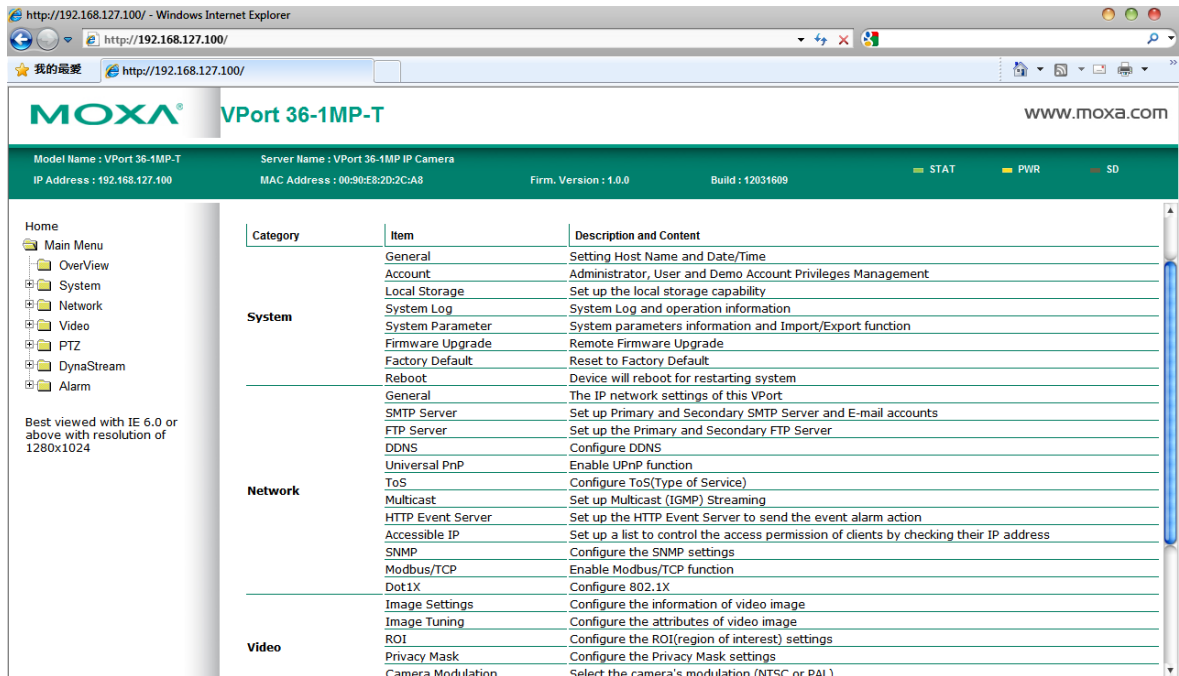 http://192.168.127.100/ - Windows Internet Explorer
http://192.168.127.100/
我的最愛 http://192.168.127.100/
MOXA® VPort 36-1MP-T www.moxa.com
Model Name : VPort 36-1MP-T Server Name : VPort 36-1MP IP Camera
STAT PWR SD
IP Address : 192.168.127.100 MAC Address : 00:90:E8:2D:2C:A8 Firm. Version : 1.0.0 Build : 12031609
Home
Main Menu
OverView
System
Network
Video
PTZ
DynaStream
Alarm
Best viewed with IE 6.0 or
above with resolution of
1280x1024
Category Item Description and Content
System
General Setting Host Name and Date/Time
Account Administrator, User and Demo Account Privileges Management
Local Storage Set up the local storage capability
System Log System Log and operation information
System Parameter System parameters information and Import/Export function
Firmware Upgrade Remote Firmware Upgrade
Factory Default Reset to Factory Default
Reboot Device will reboot for restarting system
Network
General The IP network settings of this VPort
SMTP Server Set up Primary and Secondary SMTP Server and E-mail accounts
FTP Server Set up the Primary and Secondary FTP Server
DDNS Configure DDNS
Universal PnP Enable UPnP function
ToS Configure ToS(Type of Service)
Multicast Set up Multicast (IGMP) Streaming
HTTP Event Server Set up the HTTP Event Server to send the event alarm action
Accessible IP Set up a list to control the access permission of clients by checking their IP address
SNMP Configure the SNMP settings
Modbus/TCP Enable Modbus/TCP function
Dot1X Configure 802.1X
Video
Image Settings Configure the information of video image
Image Tuning Configure the attributes of video image
ROI Configure the ROI(region of interest) settings
Privacy Mask Configure the Privacy Mask settings
Camera Modulation Select the camera's modulation (NTSC or PAL)